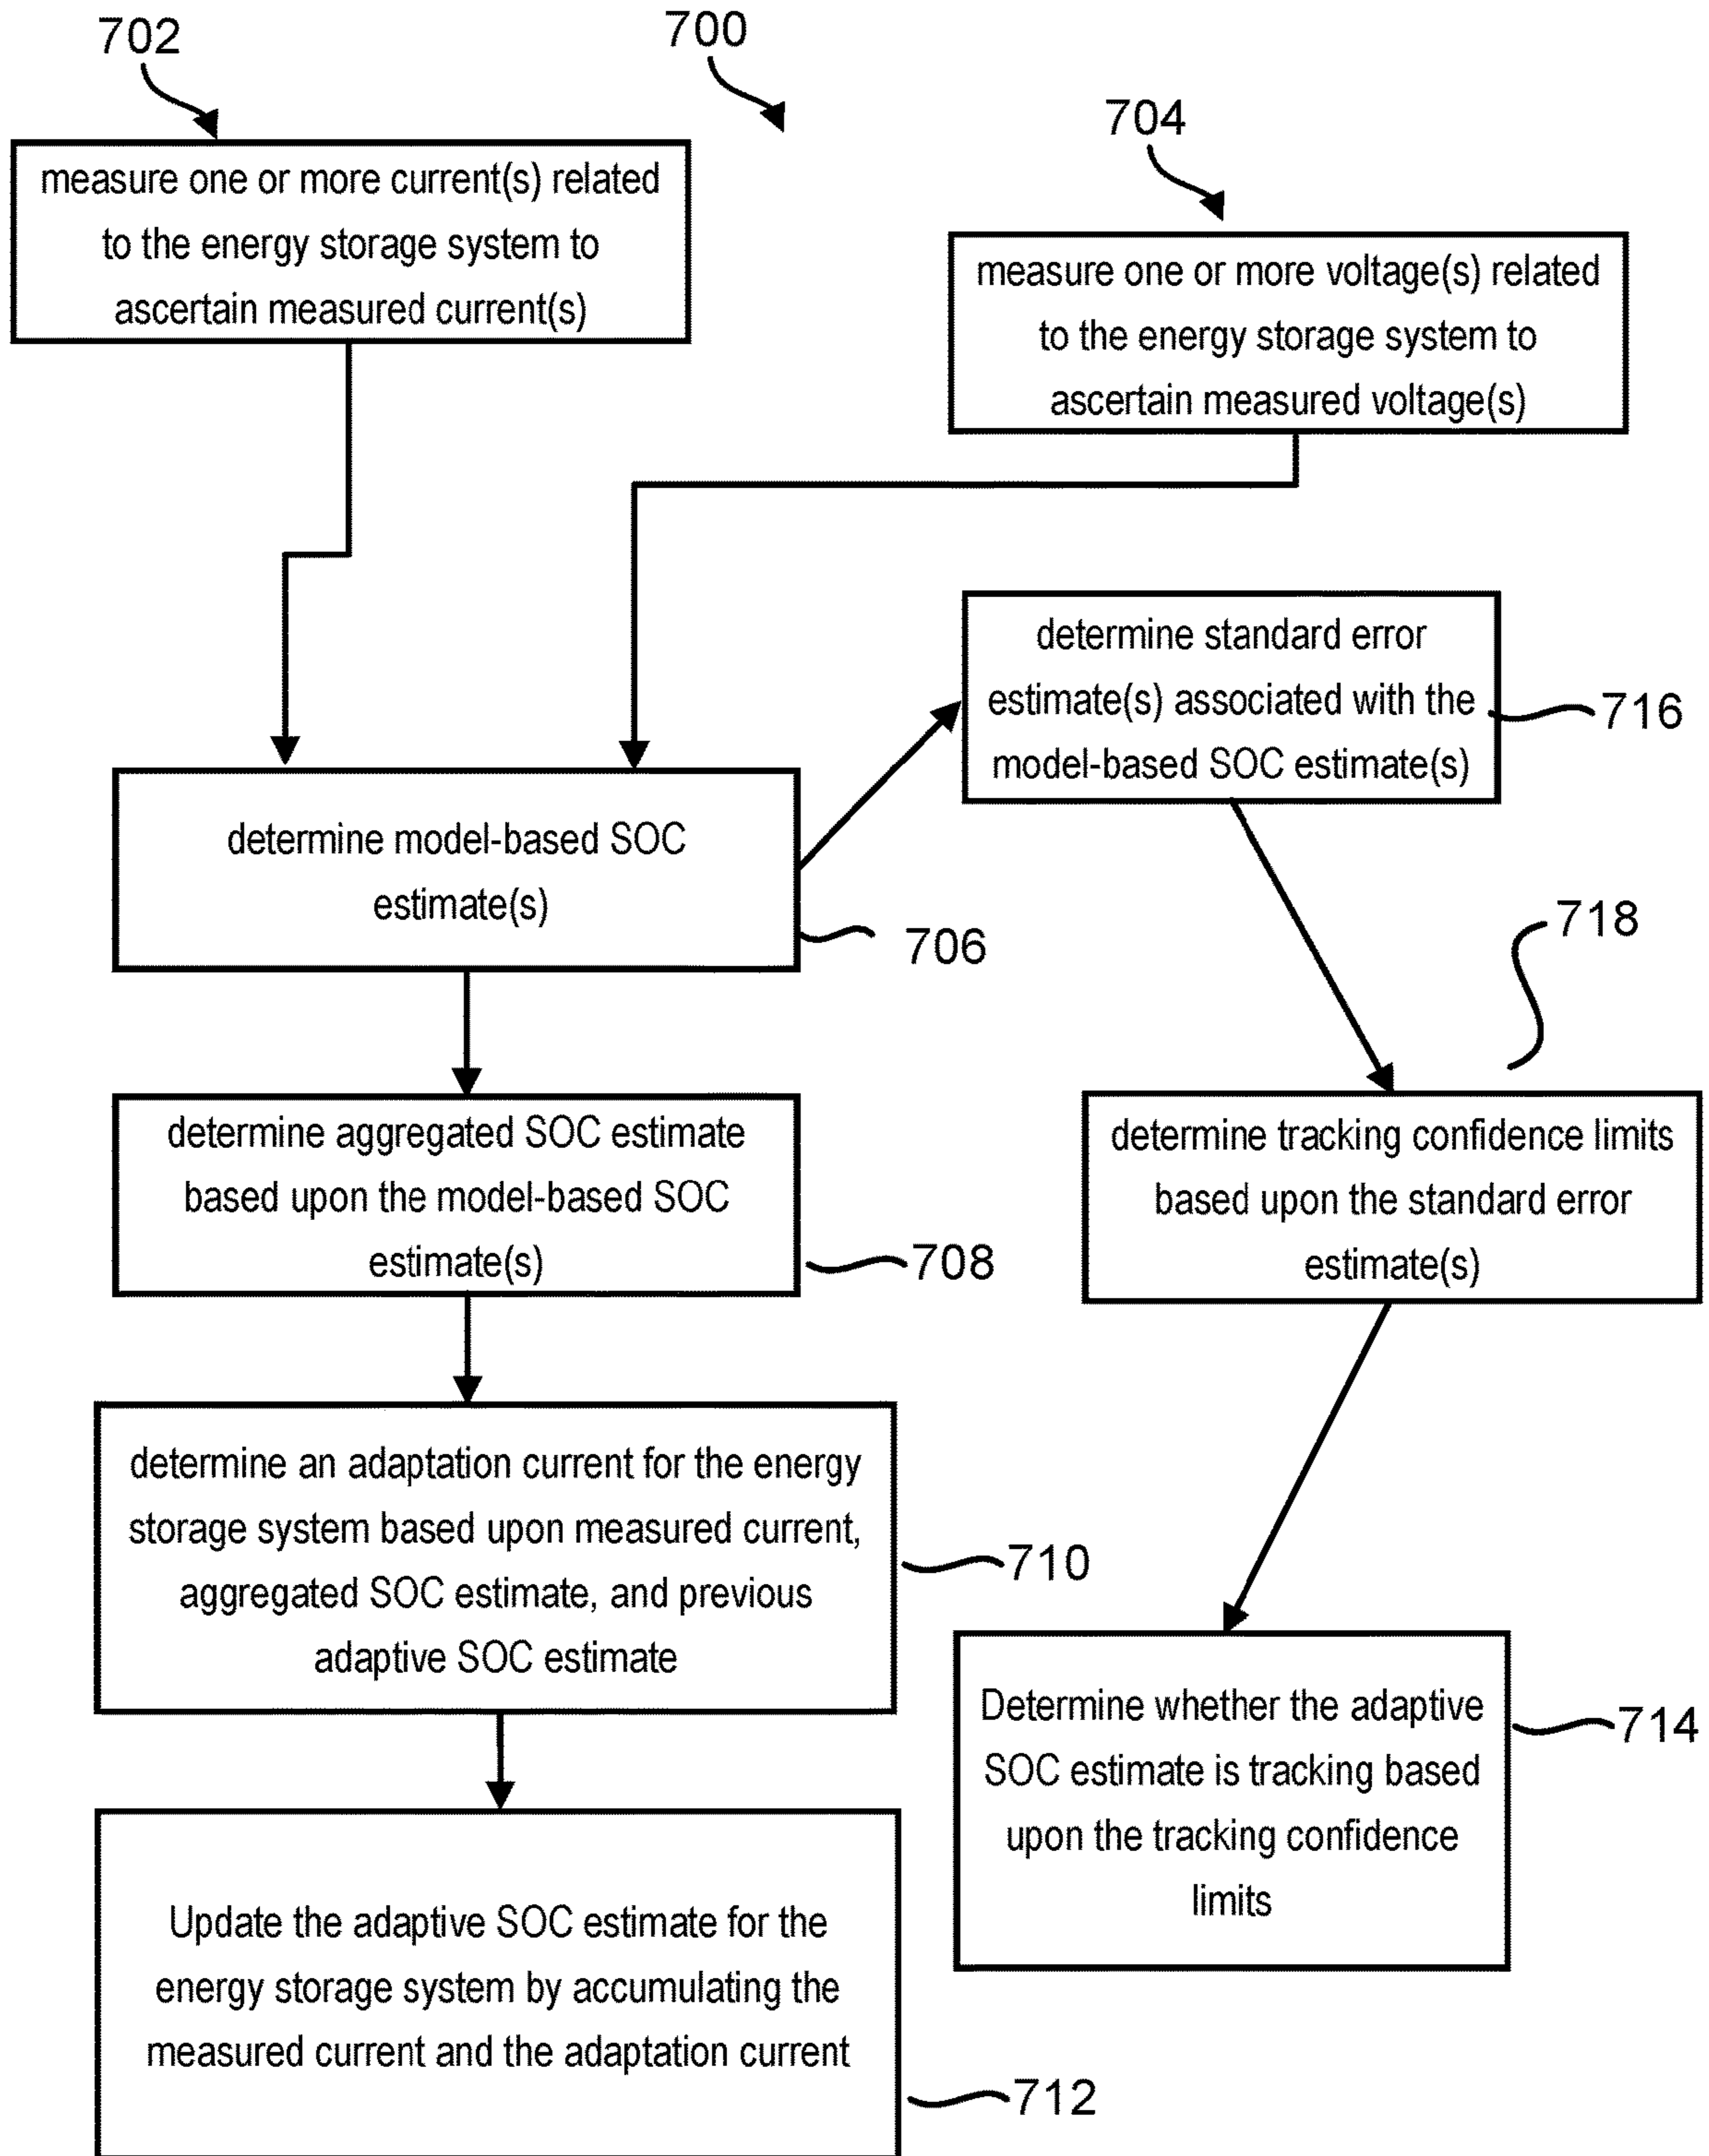 702
700
704
measure one or more current(s) related
to the energy storage system to
ascertain measured current(s)
measure one or more voltage(s) related
to the energy storage system to
ascertain measured voltage(s)
determine standard error
estimate(s) associated with the
model-based SOC estimate(s)
716
determine model-based SOC
estimate(s)
706
718
determine aggregated SOC estimate
based upon the model-based SOC
estimate(s)
708
determine tracking confidence limits
based upon the standard error
estimate(s)
determine an adaptation current for the energy
storage system based upon measured current,
aggregated SOC estimate, and previous
adaptive SOC estimate
710
Determine whether the adaptive
SOC estimate is tracking based
upon the tracking confidence
limits
714
Update the adaptive SOC estimate for the
energy storage system by accumulating the
measured current and the adaptation current
712